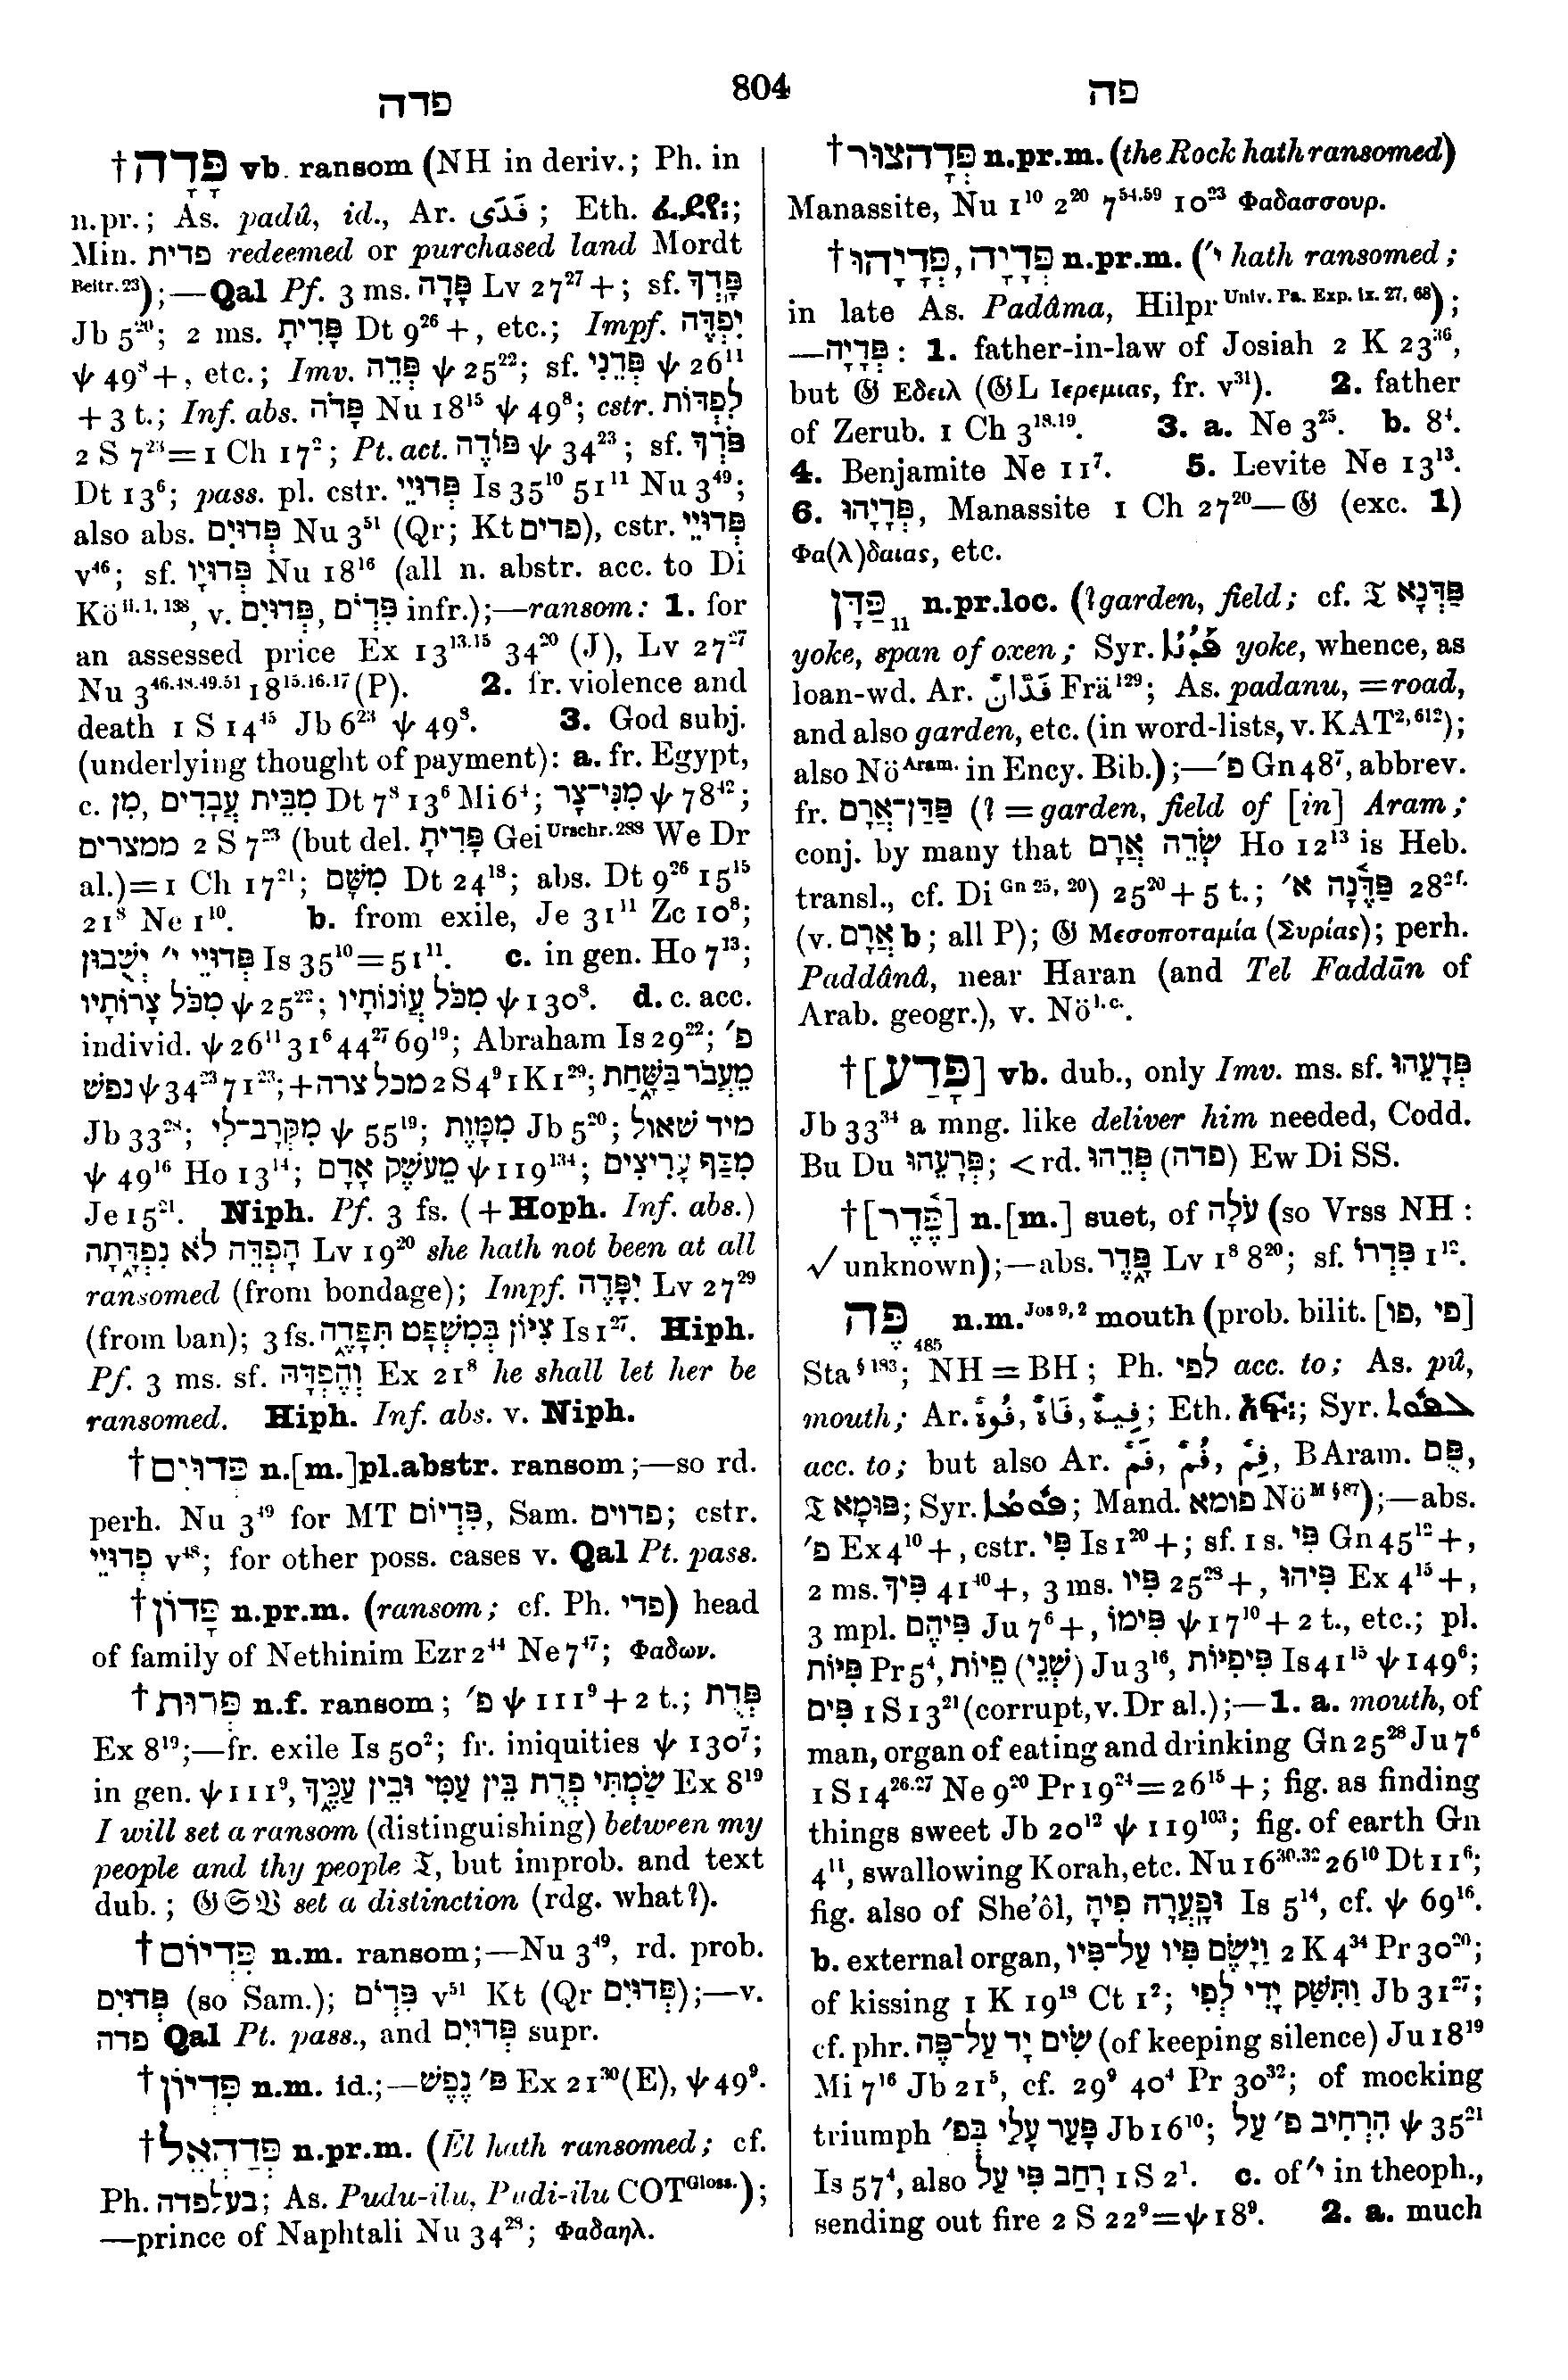 פדה
804
פה
†פָּדָה vb. ransom (NH in deriv.; Ph. in
n.pr.; As. padû, id., Ar. فَدَى; Eth. ፈደየ፡;
Min. פדית redeemed or purchased land Mordt
Beitr. 23);—Qal Pf. 3 ms. פָּדָה Lv 27²⁷ +; sf. פָּֽדְךָ
Jb 5²⁰; 2 ms. פָּדִיתָ Dt 9²⁶ +, etc.; Impf. יִפְדֶּה
ψ 49⁸ +, etc.; Imv. פְּדֵה ψ 25²²; sf. פְּדֵנִי ψ 26¹¹
+ 3 t.; Inf. abs. פָּדֹה Nu 18¹⁵ ψ 49⁸; cstr. לִפְדּוֹת
2 S 7²³ = 1 Ch 17²; Pt. act. פּוֹדֶה ψ 34²³; sf. פֹּדְךָ
Dt 13⁶; pass. pl. cstr. פְּדוּיֵי Is 35¹⁰ 51¹¹ Nu 3⁴⁹;
also abs. פְּדוּיִם Nu 3⁵¹ (Qr; Kt פדים), cstr. פְּדוּיֵי
v⁴⁶; sf. פְּדוּיָו Nu 18¹⁶ (all n. abstr. acc. to Di
Kö ii. 1, 138, v. פְּדוּיִם, פִּדְיֹם infr.);—ransom: 1. for
an assessed price Ex 13¹³·¹⁵ 34²⁰ (J), Lv 27²⁷
Nu 3⁴⁶·⁴⁸·⁴⁹·⁵¹ 18¹⁵·¹⁶·¹⁷ (P). 2. fr. violence and
death 1 S 14⁴⁵ Jb 6²³ ψ 49⁸. 3. God subj.
(underlying thought of payment): a. fr. Egypt,
c. מִן, מִבֵּית עֲבָדִים Dt 7⁸ 13⁶ Mi 6⁴; מִנִּי־צָר ψ 78⁴²;
ממצרים 2 S 7²³ (but del. פָּדִיתָ Gei Urschr. 288 We Dr
al.) = 1 Ch 17²¹; מִשָּׁם Dt 24¹⁸; abs. Dt 9²⁶ 15¹⁵
21⁸ Ne 1¹⁰. b. from exile, Je 31¹¹ Zc 10⁸;
פְּדוּיֵי י׳ יְשֻׁבוּן Is 35¹⁰ = 51¹¹. c. in gen. Ho 7¹³;
מִכֹּל צָרוֹתָיו ψ 25²²; מִכֹּל עֲוֹנוֹתָיו ψ 130⁸. d. c. acc.
individ. ψ 26¹¹ 31⁶ 44²⁷ 69¹⁹; Abraham Is 29²²; פ׳
נפשׁ ψ 34²³ 71²³; + מכל צרה 2 S 4⁹ 1 K 1²⁹; מֵעֲבֹר בַּשָּׁ֑חַת
Jb 33²⁸; מִקְּרָב־לִי ψ 55¹⁹; מִמָּוֶת Jb 5²⁰; מיד שׁאול
ψ 49¹⁶ Ho 13¹⁴; מֵעשֶׁק אָדָם ψ 119¹³⁴; מִכַּף עָרִיצִים
Je 15²¹. Niph. Pf. 3 fs. (+ Hoph. Inf. abs.)
הָפְדֵּה לֹא נִפְדָּ֑תָה Lv 19²⁰ she hath not been at all
ransomed (from bondage); Impf. יִפָּדֶה Lv 27²⁹
(from ban); 3 fs. צִיּוֹן בְּמִשְׁפָּט תִּפָּדֶ֑ה Is 1²⁷. Hiph.
Pf. 3 ms. sf. וְהֶפְדָּהּ Ex 21⁸ he shall let her be
ransomed. Hiph. Inf. abs. v. Niph.
†פְּדוּיִם n.[m.]pl.abstr. ransom;—so rd.
perh. Nu 3⁴⁹ for MT פִּדְיוֹם, Sam. פדוים; cstr.
פְּדוּיֵי v⁴⁸; for other poss. cases v. Qal Pt. pass.
†פָּדוֹן n.pr.m. (ransom; cf. Ph. פדי) head
of family of Nethinim Ezr 2⁴⁴ Ne 7⁴⁷; Φαδων.
†פְּדוּת n.f. ransom; פ׳ ψ 111⁹ + 2 t.; פְּדֻת
Ex 8¹⁹;—fr. exile Is 50²; fr. iniquities ψ 130⁷;
in gen. ψ 111⁹, שַׂמְתִּי פְדֻת בֵּין עַמִּי וּבֵין עַמֶּ֑ךָ Ex 8¹⁹
I will set a ransom (distinguishing) between my
people and thy people 𝔗, but improb. and text
dub.; 𝔊𝔖𝔙 set a distinction (rdg. what?).
†פִּדְיוֹם n.m. ransom;—Nu 3⁴⁹, rd. prob.
פְּדוּיִם (so Sam.); פִּדְיֹם v⁵¹ Kt (Qr פְּדוּיִּם);—v.
פדה Qal Pt. pass., and פְּדוּיִם supr.
†פִּדְיוֹן n.m. id.;—פ׳ נֶפֶשׁ Ex 21³⁰ (E), ψ 49⁹.
†פְּדַהְאֵל n.pr.m. (Ēl hath ransomed; cf.
Ph. בעלפדה; As. Pudu-ilu, Padi-ilu COT Gloss.);
—prince of Naphtali Nu 34²⁸; Φαδαηλ.
†פְּדָהצוּר n.pr.m. (the Rock hath ransomed)
Manassite, Nu 1¹⁰ 2²⁰ 7⁵⁴·⁵⁹ 10²³ Φαδασσουρ.
†פְּדָיָה, פְּדָיָהוּ n.pr.m. (י׳ hath ransomed;
in late As. Padâma, Hilpr Univ. Pa. Exp. ix. 27, 68);
—פְּדָיָה: 1. father-in-law of Josiah 2 K 23³⁶,
but 𝔊 Εδειλ (𝔊L Ιερεμιας, fr. v³¹). 2. father
of Zerub. 1 Ch 3¹⁸·¹⁹. 3. a. Ne 3²⁵. b. 8⁴.
4. Benjamite Ne 11⁷. 5. Levite Ne 13¹³.
6. פְּדָיָהוּ, Manassite 1 Ch 27²⁰—𝔊 (exc. 1)
Φα(λ)δαιας, etc.
פַּדָּן 11 n.pr.loc. (? garden, field; cf. 𝔗 פַּדְּנָא
yoke, span of oxen; Syr. ܦܕܢܐ yoke, whence, as
loan-wd. Ar. فَدَّانٌ Frä¹²⁹; As. padanu, = road,
and also garden, etc. (in word-lists, v. KAT²,⁶¹²);
also Nö Aram. in Ency. Bib.);—פ׳ Gn 48⁷, abbrev.
fr. פַּדַּן־אֲרָם (? = garden, field of [in] Aram;
conj. by many that שְׂדֵה אֲרָם Ho 12¹³ is Heb.
transl., cf. Di Gn 25, 20) 25²⁰ + 5 t.; פַּדֶּ֫נָה א׳ 28²ᶠ·
(v. אֲרָם b; all P); 𝔊 Μεσοποταμία (Συρίας); perh.
Paddânâ, near Haran (and Tel Faddān of
Arab. geogr.), v. Nö l.c.
†[פָּדַע] vb. dub., only Imv. ms. sf. פְּדָעֵהוּ
Jb 33³⁴ a mng. like deliver him needed, Codd.
Bu Du פְּרָעֵהוּ; < rd. פְּדֵהוּ (פדה) Ew Di SS.
†[פֶּ֫דֶר] n.[m.] suet, of עֹלָה (so Vrss NH:
√ unknown);—abs. פָּ֑דֶר Lv 1⁸ 8²⁰; sf. פִּדְרוֹ 1¹².
פֶּה 485 n.m. Jos 9, 2 mouth (prob. bilit. [פי, פו]
Sta § 183; NH = BH; Ph. לפי acc. to; As. pû,
mouth; Ar. فُوهٌ, فَاهٌ, فِيهٌ; Eth. አፍ፡; Syr. ܠܦܘܡ
acc. to; but also Ar. فَمٌ, فُمٌ, فِمٌ, BAram. פֻּם,
𝔗 פּוּמָא; Syr. ܦܘܡܐ; Mand. פומא Nö M § 87);—abs.
פ׳ Ex 4¹⁰ +, cstr. פִּי Is 1²⁰ +; sf. 1 s. פִּי Gn 45¹² +,
2 ms. פִּיךָ 41⁴⁰ +, 3 ms. פִּיו 25²⁸ +, פִּיהוּ Ex 4¹⁵ +,
3 mpl. פִּיהֶם Ju 7⁶ +, פִּימוֹ ψ 17¹⁰ + 2 t., etc.; pl.
פִּיּוֹת Pr 5⁴, פֵּיוֹת (שְׁנֵי) Ju 3¹⁶, פִּיפִיּוֹת Is 41¹⁵ ψ 149⁶;
פִּים 1 S 13²¹ (corrupt, v. Dr al.);—1. a. mouth, of
man, organ of eating and drinking Gn 25²⁸ Ju 7⁶
1 S 14²⁶·²⁷ Ne 9²⁰ Pr 19²⁴ = 26¹⁵ +; fig. as finding
things sweet Jb 20¹² ψ 119¹⁰³; fig. of earth Gn
4¹¹, swallowing Korah, etc. Nu 16³⁰·³² 26¹⁰ Dt 11⁶;
fig. also of She’ôl, וּפָֽעֲרָה פִיהָ Is 5¹⁴, cf. ψ 69¹⁶.
b. external organ, וַיָּשֶׂם פִּיו עַל־פִּיו 2 K 4³⁴ Pr 30²⁰;
of kissing 1 K 19¹⁸ Ct 1²; וַתִּשַּׁק יָדִי לְפִי Jb 31²⁷;
cf. phr. שִׂים יָד עַל־פֶּה (of keeping silence) Ju 18¹⁹
Mi 7¹⁶ Jb 21⁵, cf. 29⁹ 40⁴ Pr 30³²; of mocking
triumph פָּעַר עָלַי בְּפ׳ Jb 16¹⁰; הִרְחִיב פ׳ עַל ψ 35²¹
Is 57⁴, also רָחַב פִּי עַל 1 S 2¹. c. of י׳ in theoph.,
sending out fire 2 S 22⁹ = ψ 18⁹. 2. a. much